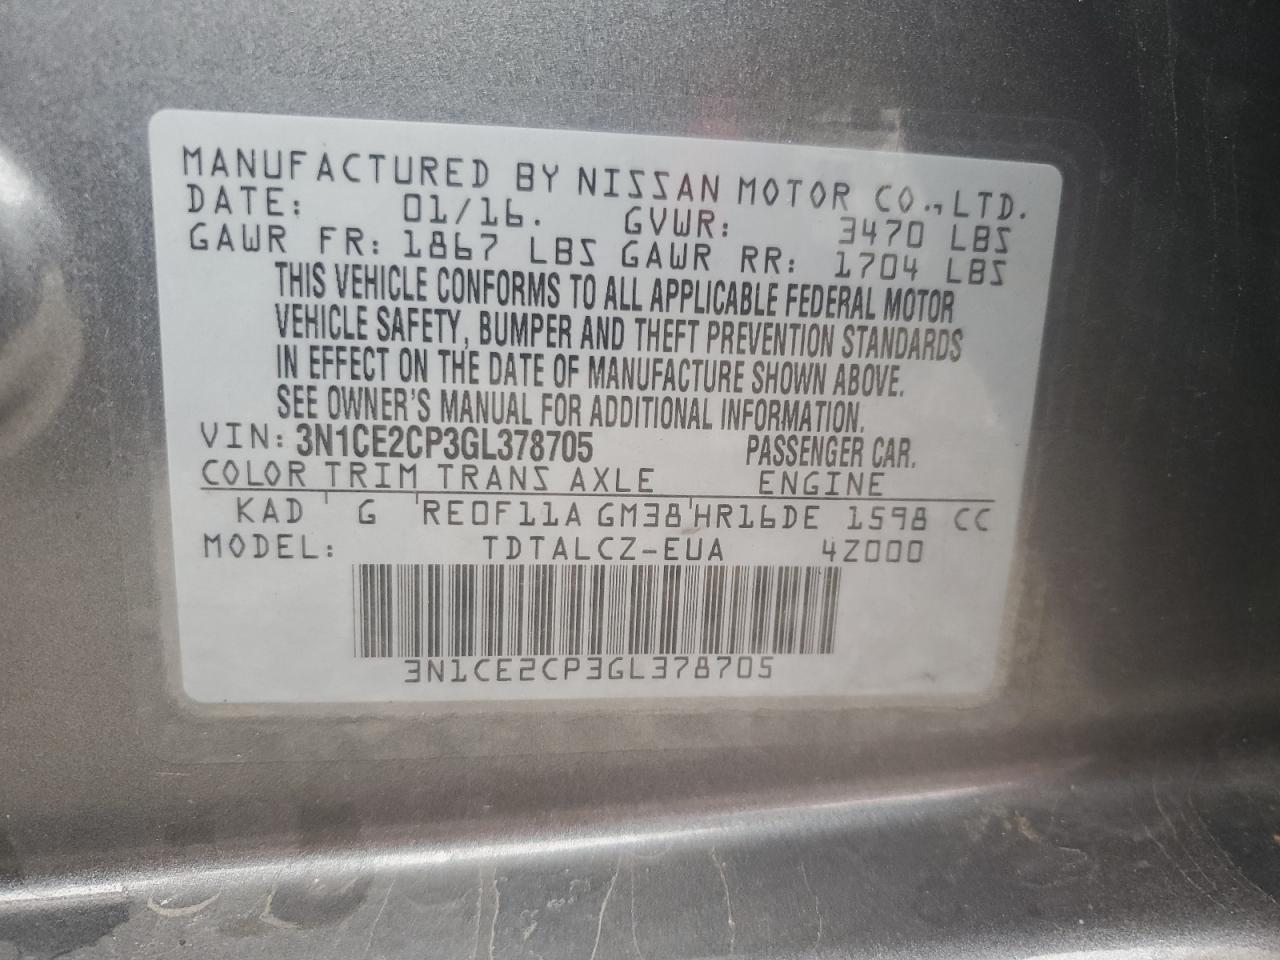 MANUFACTURED BY NISSAN MOTOR CO.,LTD.
DATE: 01/16. GVWR: 3470 LBS
GAWR FR: 1867 LBS GAWR RR: 1704 LBS
THIS VEHICLE CONFORMS TO ALL APPLICABLE FEDERAL MOTOR
VEHICLE SAFETY, BUMPER AND THEFT PREVENTION STANDARDS
IN EFFECT ON THE DATE OF MANUFACTURE SHOWN ABOVE.
SEE OWNER'S MANUAL FOR ADDITIONAL INFORMATION.
VIN: 3N1CE2CP3GL378705 PASSENGER CAR.
COLOR TRIM TRANS AXLE ENGINE
KAD G RE0F11A GM38 HR16DE 1598 CC
MODEL: TDTALCZ-EUA 4Z000
3N1CE2CP3GL378705